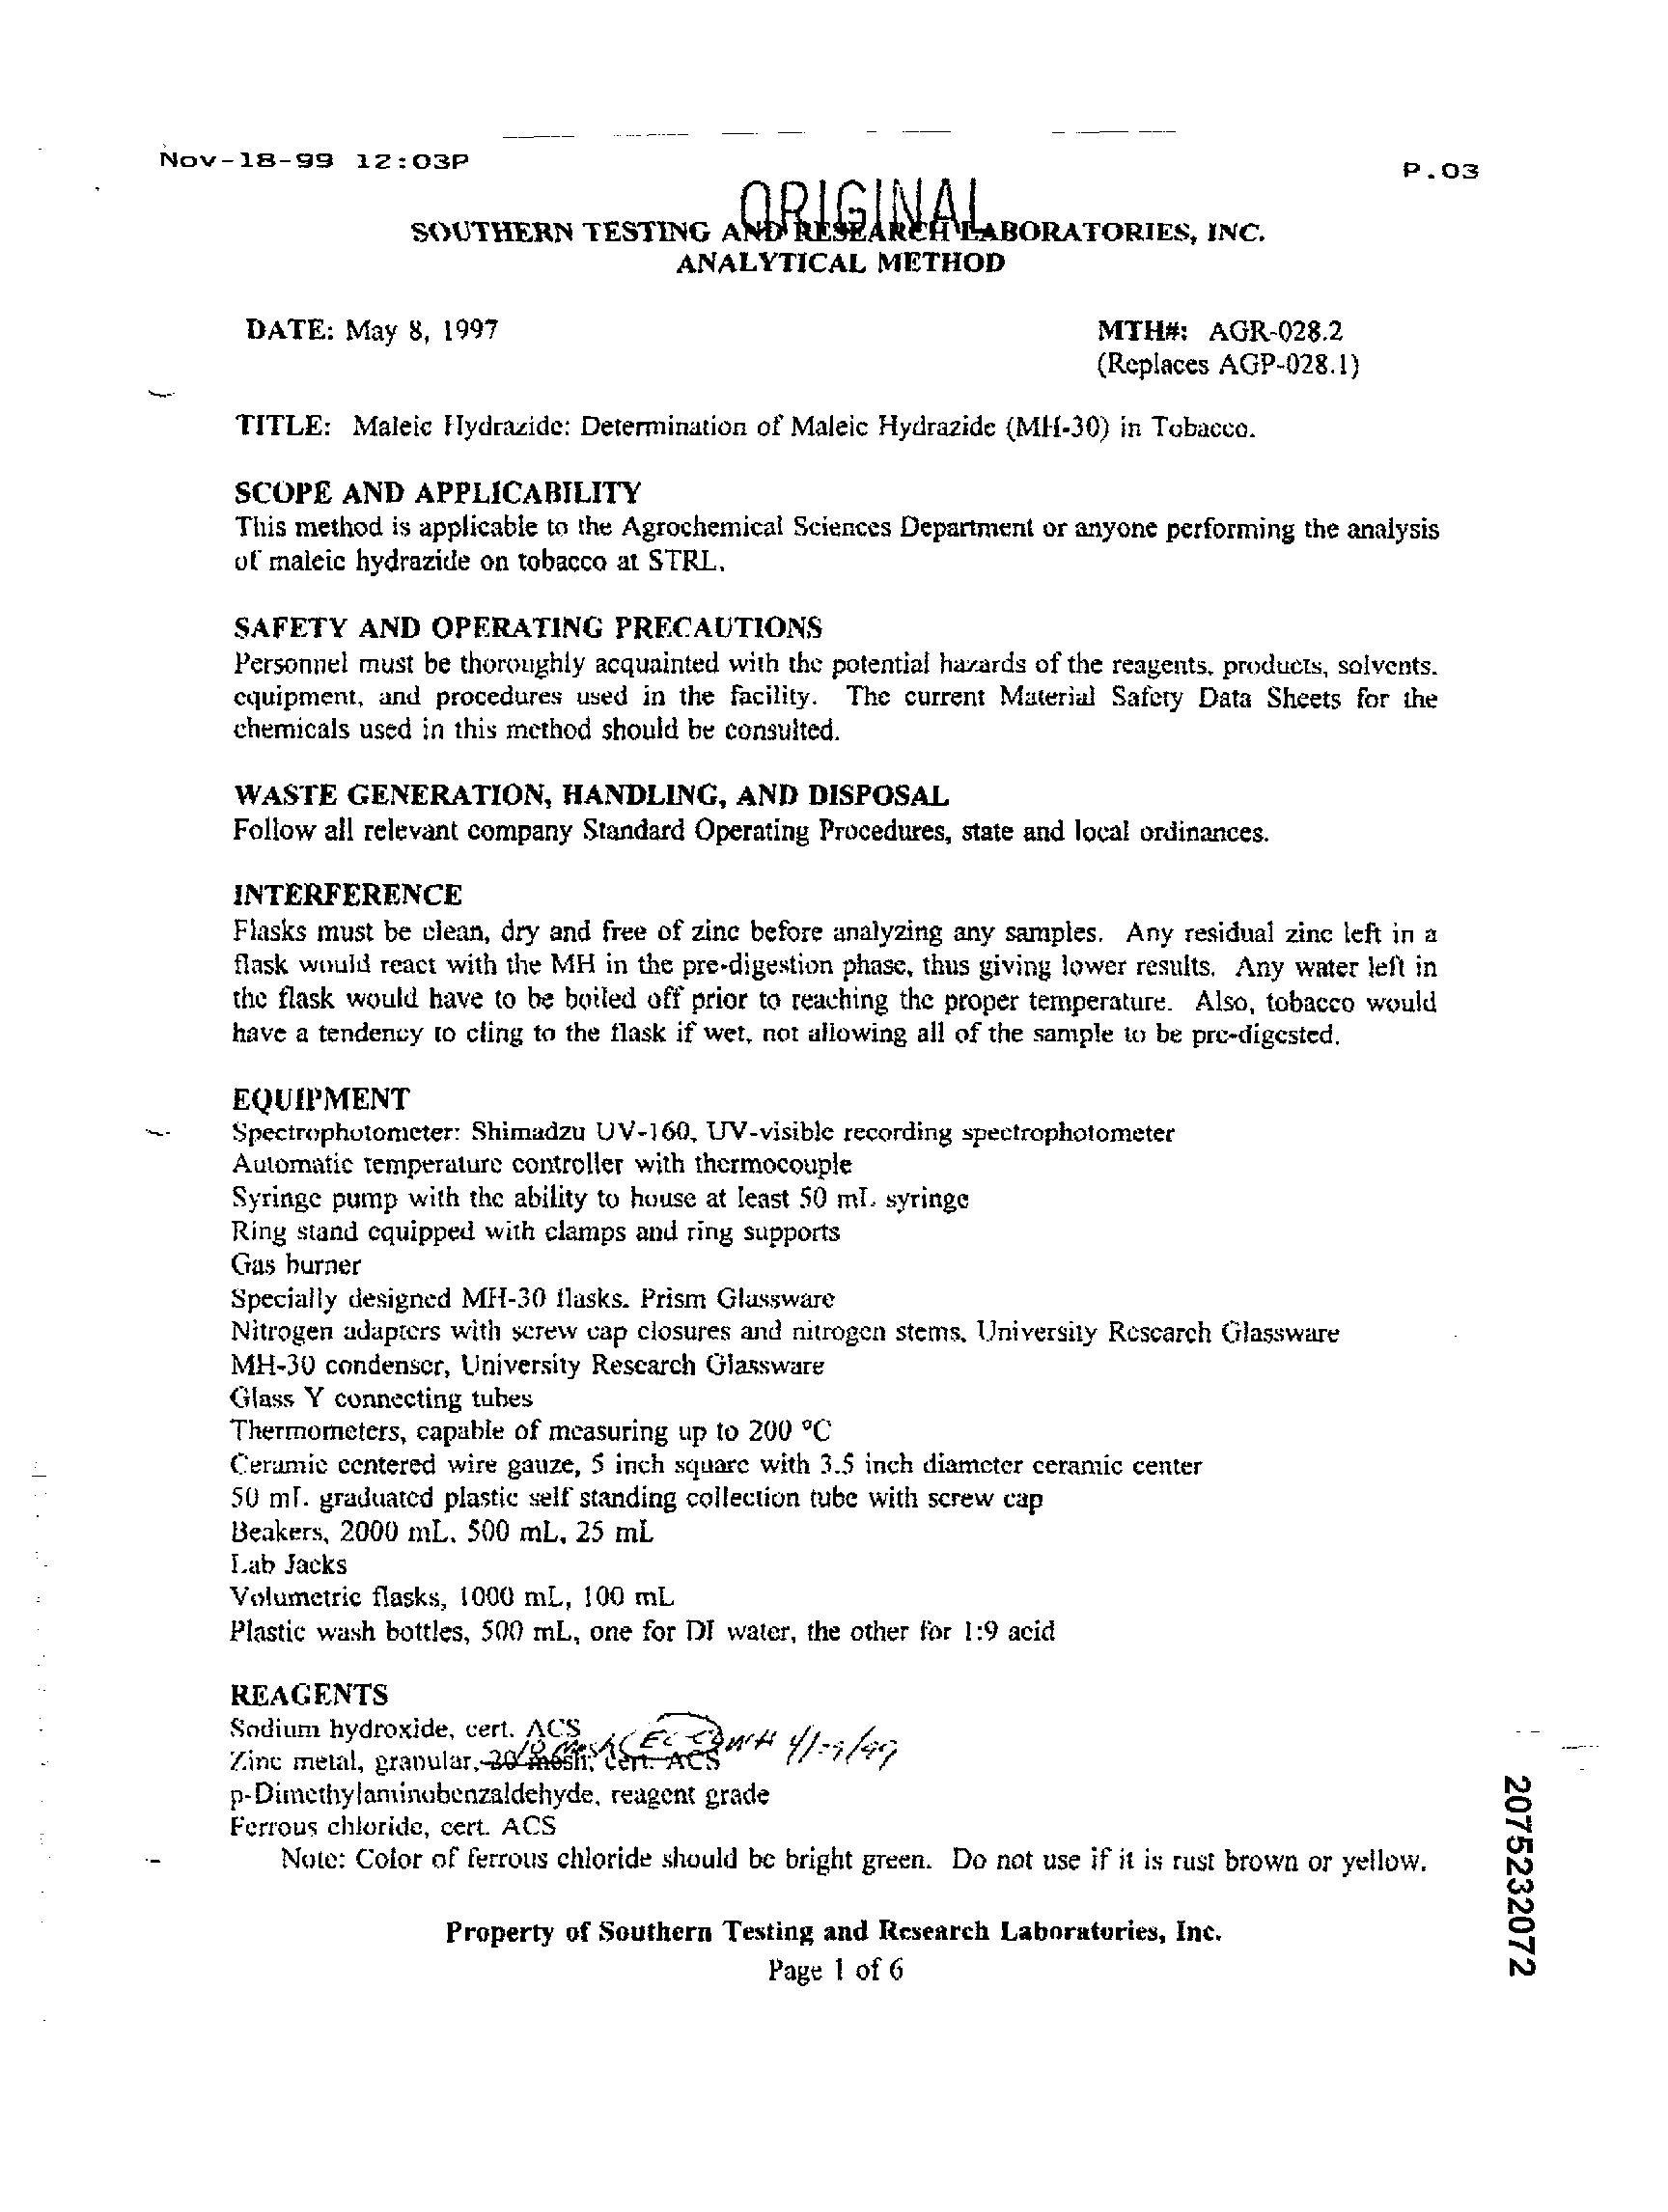 Nov-18-99 12:03P
P.03
ORIGINAL
SOUTHERN TESTING AND RESEARCH LABORATORIES, INC.
ANALYTICAL METHOD
DATE: May 8, 1997
MTH#: AGR-028.2
(Replaces AGP-028.1)
TITLE: Maleic Hydrazide: Determination of Maleic Hydrazide (MH-30) in Tobacco.
SCOPE AND APPLICABILITY
This method is applicable to the Agrochemical Sciences Department or anyone performing the analysis
of maleic hydrazide on tobacco at STRL.
SAFETY AND OPERATING PRECAUTIONS
Personnel must be thoroughly acquainted with the potential hazards of the reagents, products, solvents,
equipment, and procedures used in the facility. The current Material Safety Data Sheets for the
chemicals used in this method should be consulted.
WASTE GENERATION, HANDLING, AND DISPOSAL
Follow all relevant company Standard Operating Procedures, state and local ordinances.
INTERFERENCE
Flasks must be clean, dry and free of zinc before analyzing any samples. Any residual zinc left in a
flask would react with the MH in the pre-digestion phase, thus giving lower results. Any water left in
the flask would have to be boiled off prior to reaching the proper temperature. Also, tobacco would
have a tendency to cling to the flask if wet, not allowing all of the sample to be pre-digested.
EQUIPMENT
Spectrophotometer: Shimadzu UV-160, UV-visible recording spectrophotometer
Automatic temperature controller with thermocouple
Syringe pump with the ability to house at least 50 mL syringe
Ring stand equipped with clamps and ring supports
Gas burner
Specially designed MH-30 flasks. Prism Glassware
Nitrogen adapters with screw cap closures and nitrogen stems, University Research Glassware
MH-30 condenser, University Research Glassware
Glass Y connecting tubes
Thermometers, capable of measuring up to 200 °C
Ceramic centered wire gauze, 5 inch square with 3.5 inch diameter ceramic center
50 mL graduated plastic self standing collection tube with screw cap
Beakers, 2000 mL, 500 mL, 25 mL
Lab Jacks
Volumetric flasks, 1000 mL, 100 mL
Plastic wash bottles, 500 mL, one for DI water, the other for 1:9 acid
REAGENTS
Sodium hydroxide, cert. ACS
Zinc metal, granular, 20 mesh, cert. ACS
p-Dimethylaminobenzaldehyde, reagent grade
Ferrous chloride, cert. ACS
Note: Color of ferrous chloride should be bright green. Do not use if it is rust brown or yellow.
Property of Southern Testing and Research Laboratories, Inc.
Page 1 of 6
2075232072